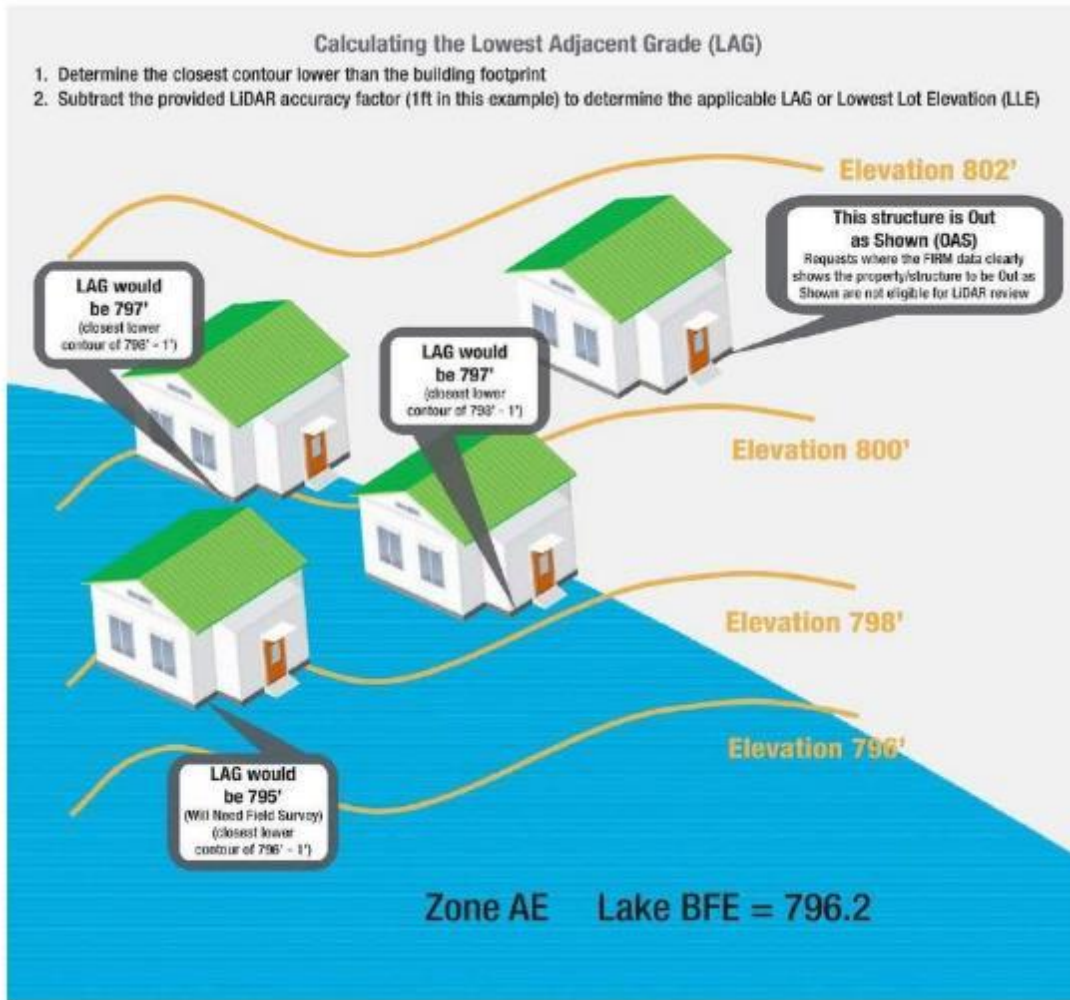 Calculating the Lowest Adjacent Grade (LAG)
1. Determine the closest contour lower than the building footprint
2. Subtract the provided LiDAR accuracy factor (1ft in this example) to determine the applicable LAG or Lowest Lot Elevation (LLE)
Elevation 802'
This structure is Out
as Shown (OAS)
Requests where the FIRM data clearly
shows the property/structure to be Out as
Shown are not eligible for LiDAR review
LAG would
be 797'
(closest lower
contour of 798' - 1')
LAG would
be 797'
(closest lower
contour of 798' - 1')
Elevation 800'
Elevation 798'
Elevation 796'
LAG would
be 795'
(Will Need Field Survey)
(closest lower
contour of 796' - 1')
Zone AE Lake BFE = 796.2